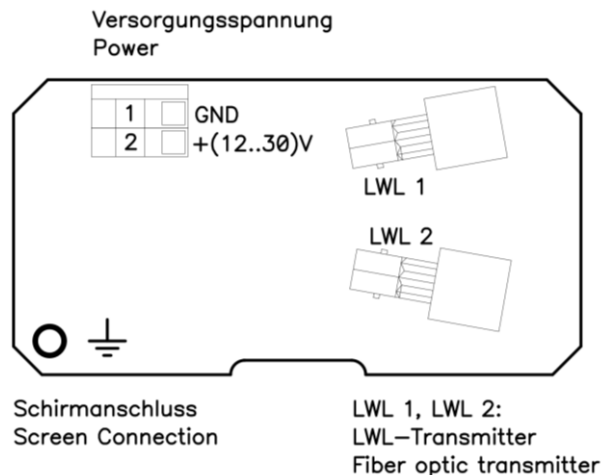 Versorgungsspannung
Power
1 GND
2 +(12..30)V
LWL 1
LWL 2
Schirmanschluss
Screen Connection
LWL 1, LWL 2:
LWL-Transmitter
Fiber optic transmitter